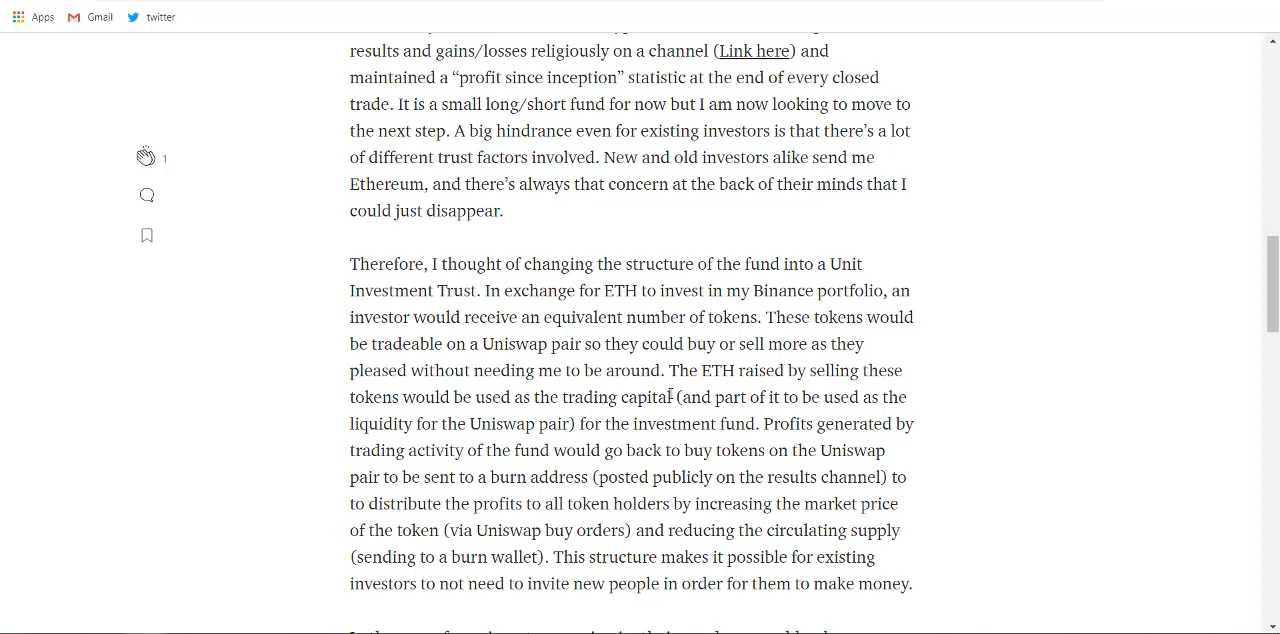 Apps Gmail twitter
results and gains/losses religiously on a channel (Link here) and
maintained a “profit since inception” statistic at the end of every closed
trade. It is a small long/short fund for now but I am now looking to move to
the next step. A big hindrance even for existing investors is that there’s a lot
of different trust factors involved. New and old investors alike send me
Ethereum, and there’s always that concern at the back of their minds that I
could just disappear.
1
Therefore, I thought of changing the structure of the fund into a Unit
Investment Trust. In exchange for ETH to invest in my Binance portfolio, an
investor would receive an equivalent number of tokens. These tokens would
be tradeable on a Uniswap pair so they could buy or sell more as they
pleased without needing me to be around. The ETH raised by selling these
tokens would be used as the trading capital (and part of it to be used as the
liquidity for the Uniswap pair) for the investment fund. Profits generated by
trading activity of the fund would go back to buy tokens on the Uniswap
pair to be sent to a burn address (posted publicly on the results channel) to
to distribute the profits to all token holders by increasing the market price
of the token (via Uniswap buy orders) and reducing the circulating supply
(sending to a burn wallet). This structure makes it possible for existing
investors to not need to invite new people in order for them to make money.